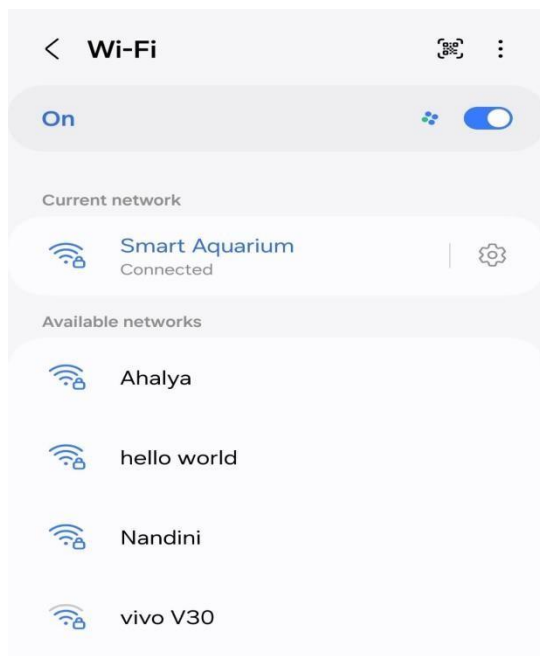 Wi-Fi
On
Current network
Smart Aquarium
Connected
Available networks
Ahalya
hello world
Nandini
vivo V30